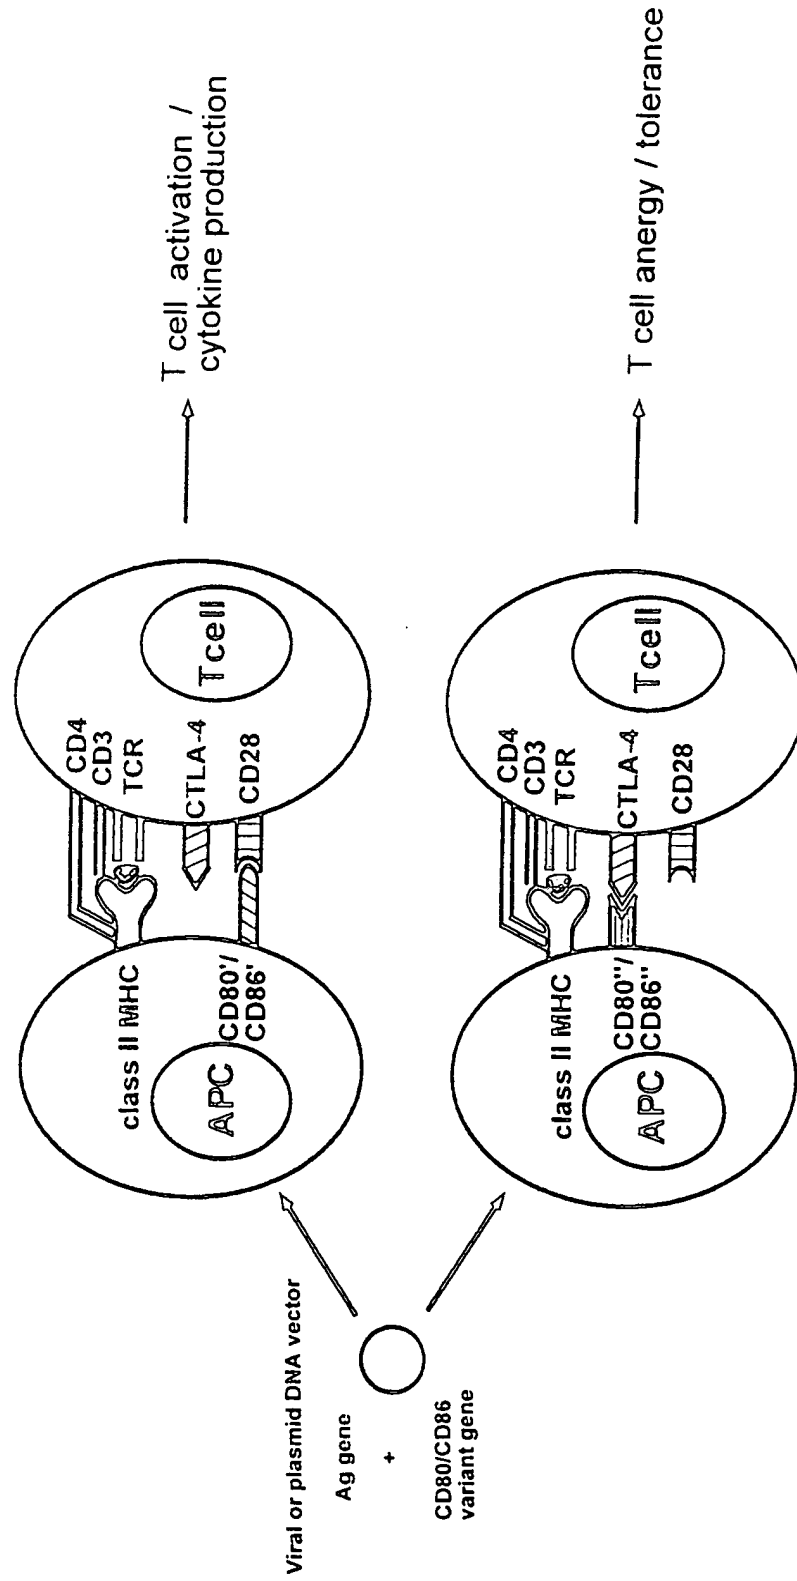 Viral or plasmid DNA vector
Ag gene
+
CD80/CD86
variant gene
class II MHC
APC
CD80'/
CD86'
CD4
CD3
TCR
CTLA-4
CD28
T cell
T cell activation /
cytokine production
class II MHC
APC
CD80"/
CD86"
CD4
CD3
TCR
CTLA-4
CD28
T cell
T cell anergy / tolerance